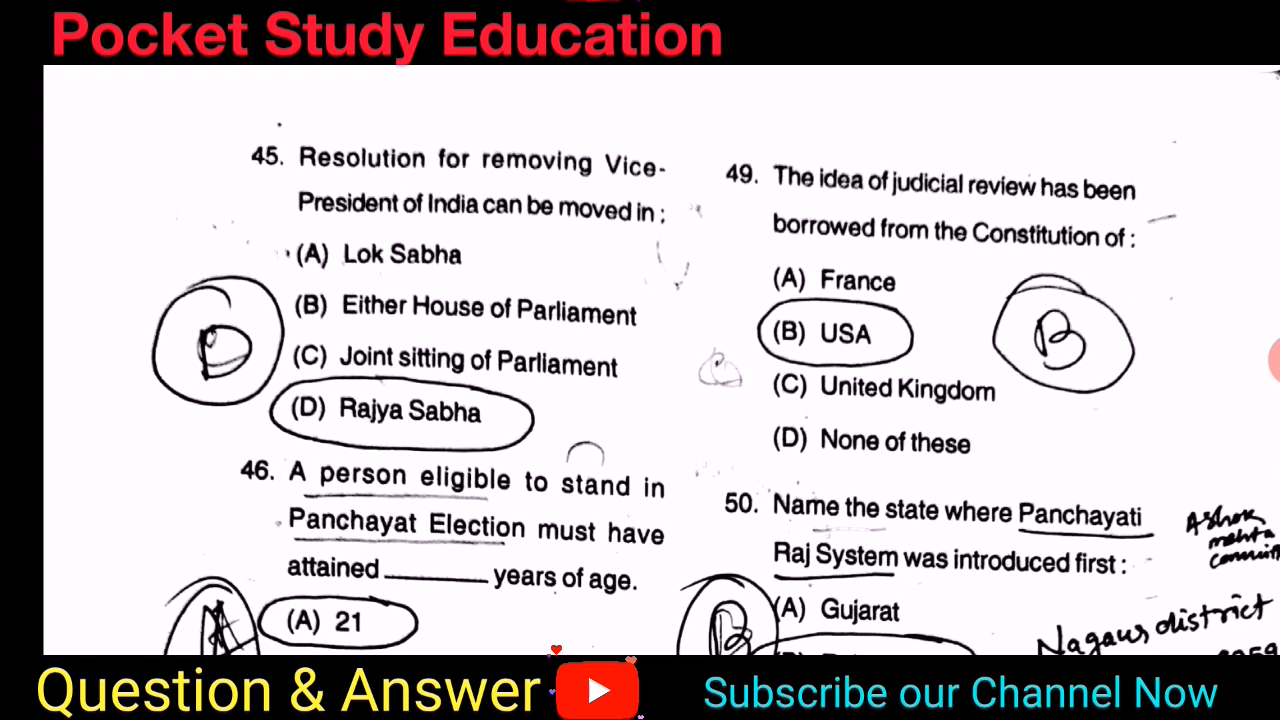 Pocket Study Education
45. Resolution for removing Vice-
President of India can be moved in :
(A) Lok Sabha
(B) Either House of Parliament
(C) Joint sitting of Parliament
(D) Rajya Sabha
D
46. A person eligible to stand in
Panchayat Election must have
attained ________ years of age.
(A) 21
A
49. The idea of judicial review has been
borrowed from the Constitution of :
(A) France
(B) USA
(C) United Kingdom
(D) None of these
B
50. Name the state where Panchayati
Raj System was introduced first :
(A) Gujarat
B
Ashok
mehta
Nagaur district
Question & Answer
Subscribe our Channel Now